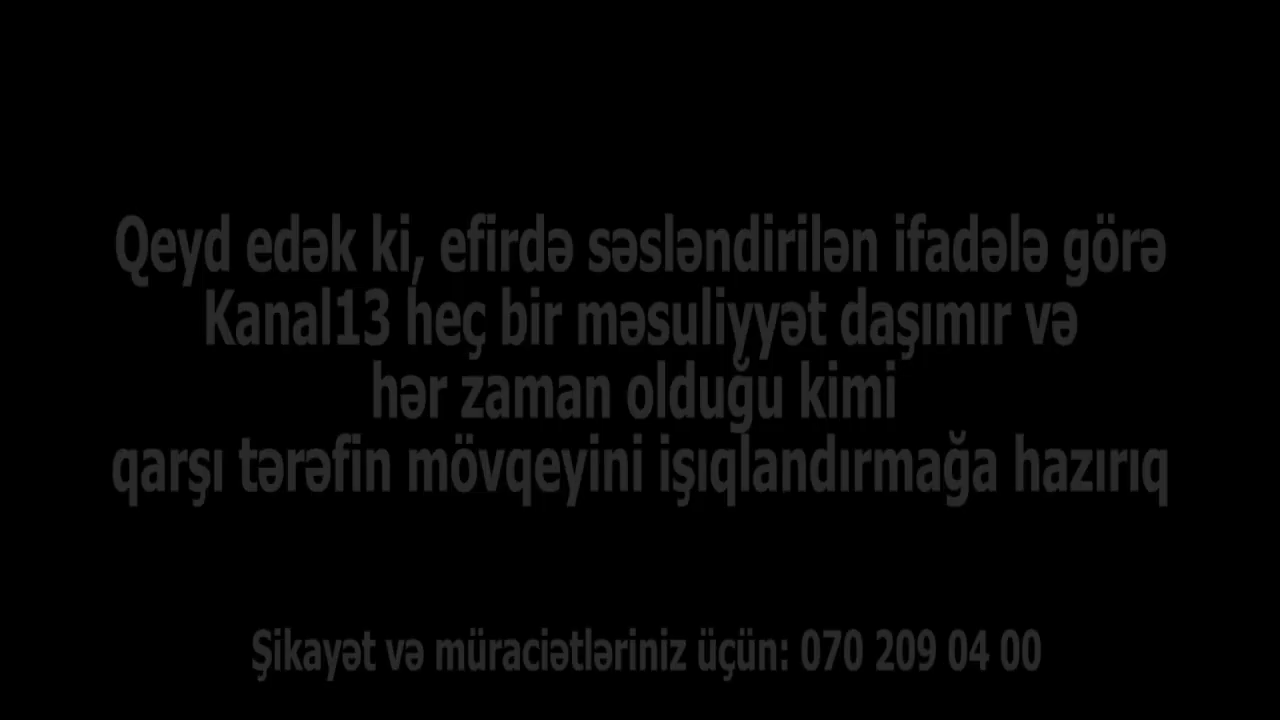 Qeyd edək ki, efirdə səsləndirilən ifadələ görə
Kanal13 heç bir məsuliyyət daşımır və
hər zaman olduğu kimi
qarşı tərəfin mövqeyini işıqlandırmağa hazırıq
Şikayət və müraciətləriniz üçün: 070 209 04 00